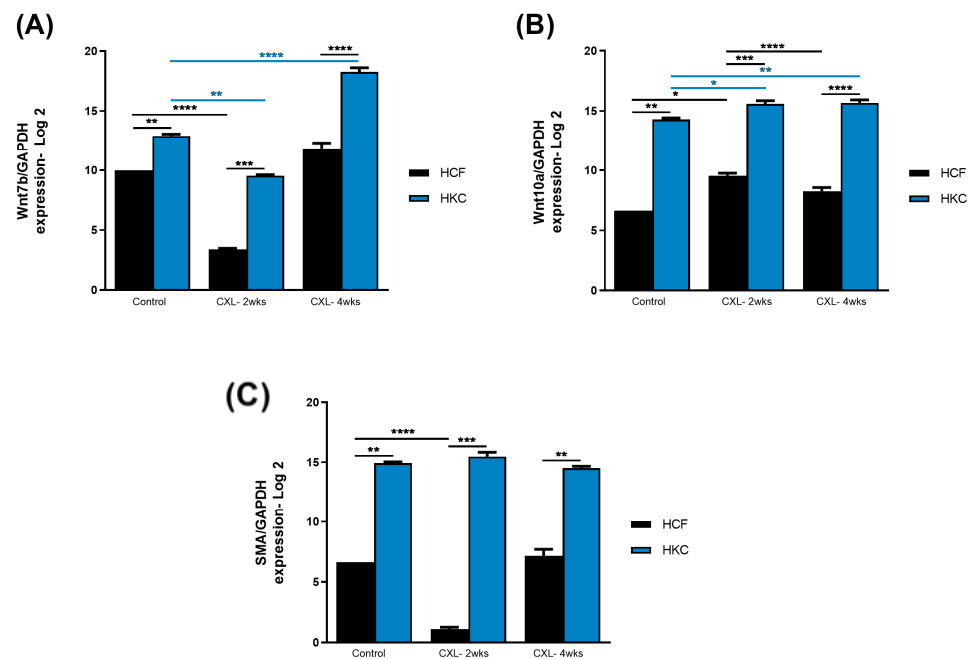 (A)
Wnt7b/GAPDH
expression- Log 2
20
15
10
5
0
****
****
**
****
**
***
Control
CXL- 2wks
CXL- 4wks
HCF
HKC
(B)
Wnt10a/GAPDH
expression- Log 2
20
15
10
5
0
****
***
**
*
*
**
****
Control
CXL- 2wks
CXL- 4wks
HCF
HKC
(C)
SMA/GAPDH
expression- Log 2
20
15
10
5
0
****
**
***
**
Control
CXL- 2wks
CXL- 4wks
HCF
HKC